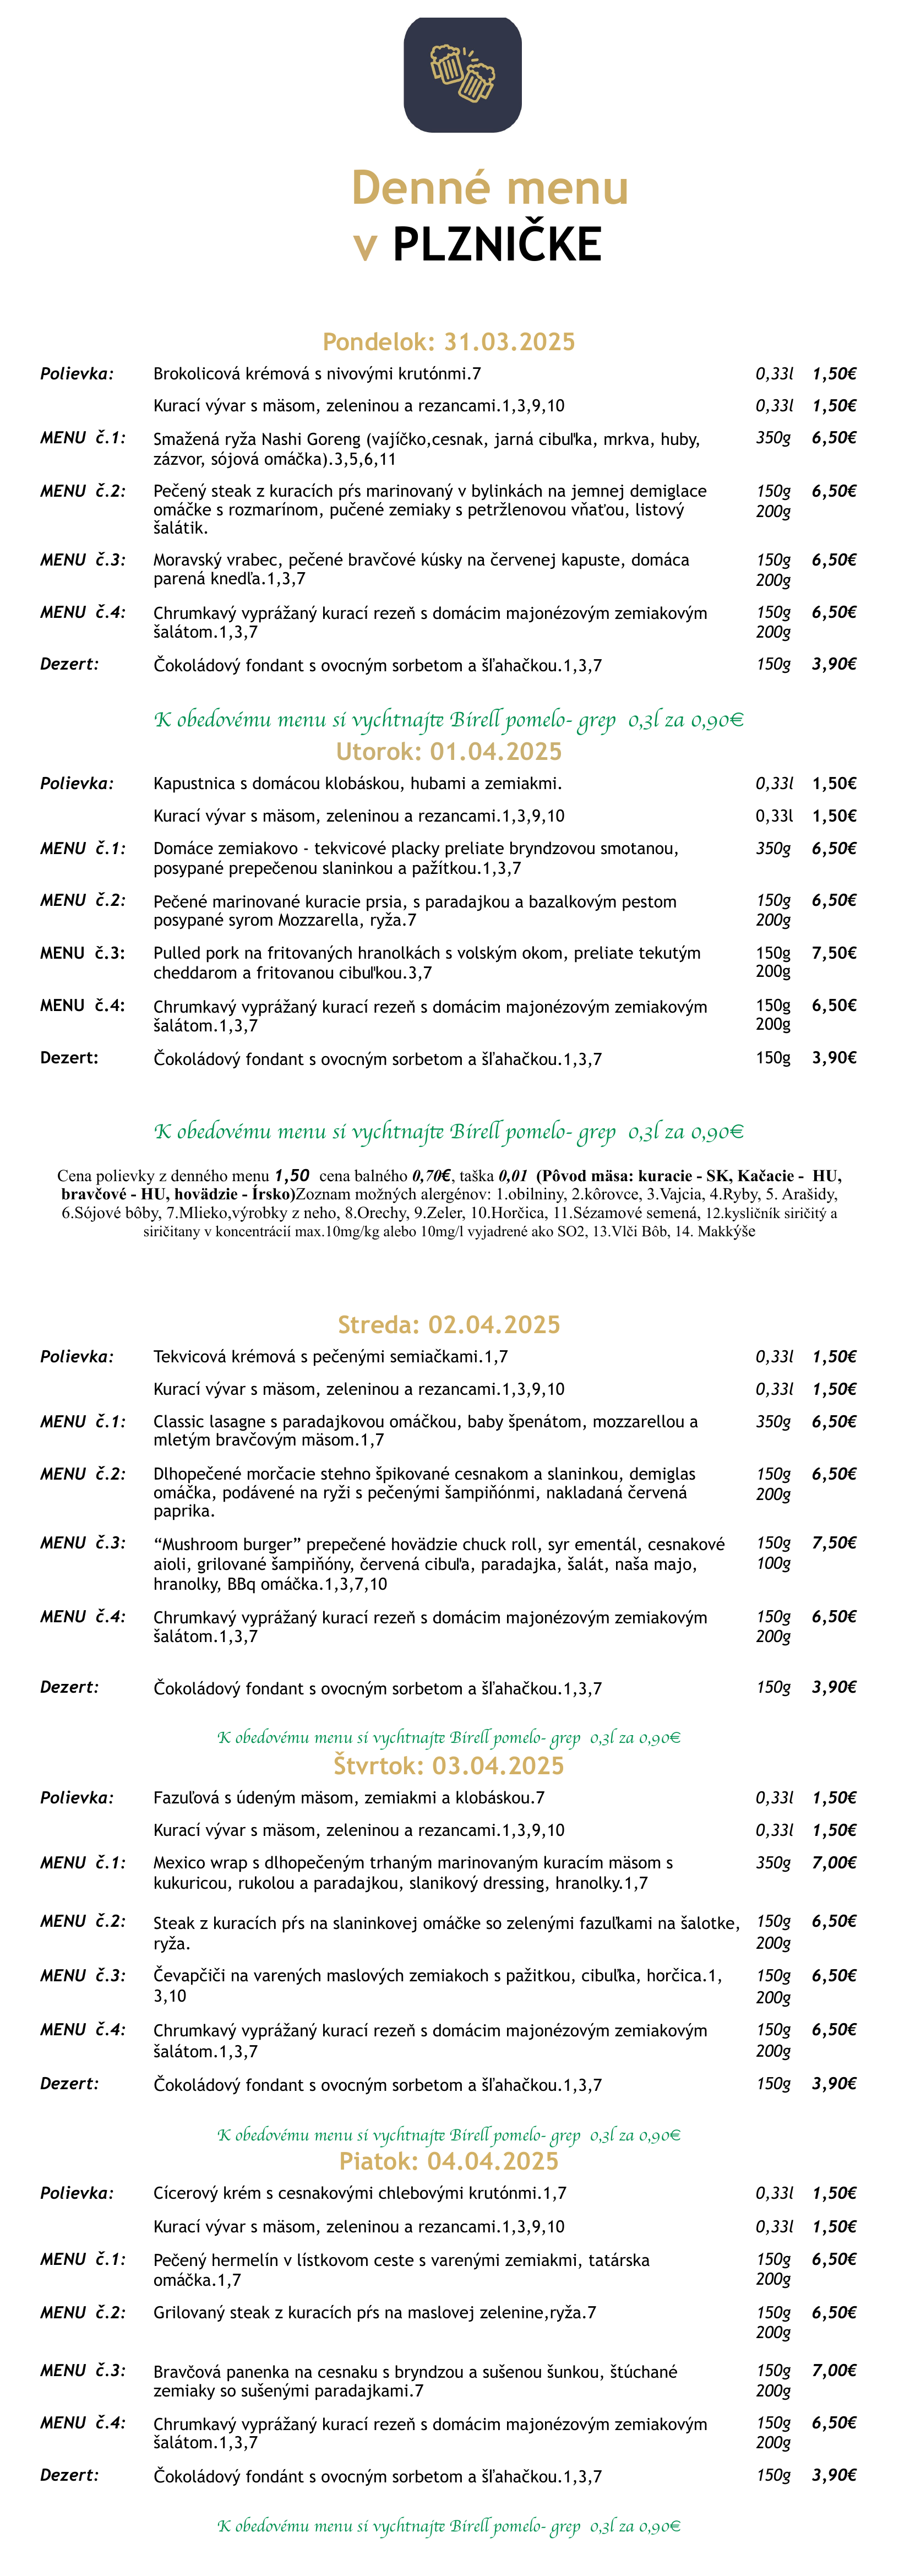 Denné menu
v PLZNIČKE
Pondelok: 31.03.2025
Polievka: Brokolicová krémová s nivovými krutónmi.7 0,33l 1,50€
Kurací vývar s mäsom, zeleninou a rezancami.1,3,9,10 0,33l 1,50€
MENU č.1: Smažená ryža Nashi Goreng (vajíčko,cesnak, jarná cibuľka, mrkva, huby, 350g 6,50€
zázvor, sójová omáčka).3,5,6,11
MENU č.2: Pečený steak z kuracích pŕs marinovaný v bylinkách na jemnej demiglace 150g 6,50€
omáčke s rozmarínom, pučené zemiaky s petržlenovou vňaťou, listový 200g
šalátik.
MENU č.3: Moravský vrabec, pečené bravčové kúsky na červenej kapuste, domáca 150g 6,50€
parená knedľa.1,3,7 200g
MENU č.4: Chrumkavý vyprážaný kurací rezeň s domácim majonézovým zemiakovým 150g 6,50€
šalátom.1,3,7 200g
Dezert: Čokoládový fondant s ovocným sorbetom a šľahačkou.1,3,7 150g 3,90€
K obedovému menu si vychtnajte Birell pomelo- grep 0,3l za 0,90€
Utorok: 01.04.2025
Polievka: Kapustnica s domácou klobáskou, hubami a zemiakmi. 0,33l 1,50€
Kurací vývar s mäsom, zeleninou a rezancami.1,3,9,10 0,33l 1,50€
MENU č.1: Domáce zemiakovo - tekvicové placky preliate bryndzovou smotanou, 350g 6,50€
posypané prepečenou slaninkou a pažítkou.1,3,7
MENU č.2: Pečené marinované kuracie prsia, s paradajkou a bazalkovým pestom 150g 6,50€
posypané syrom Mozzarella, ryža.7 200g
MENU č.3: Pulled pork na fritovaných hranolkách s volským okom, preliate tekutým 150g 7,50€
cheddarom a fritovanou cibuľkou.3,7 200g
MENU č.4: Chrumkavý vyprážaný kurací rezeň s domácim majonézovým zemiakovým 150g 6,50€
šalátom.1,3,7 200g
Dezert: Čokoládový fondant s ovocným sorbetom a šľahačkou.1,3,7 150g 3,90€
K obedovému menu si vychtnajte Birell pomelo- grep 0,3l za 0,90€
Cena polievky z denného menu 1,50 cena balného 0,70€, taška 0,01 (Pôvod mäsa: kuracie - SK, Kačacie - HU,
bravčové - HU, hovädzie - Írsko)Zoznam možných alergénov: 1.obilniny, 2.kôrovce, 3.Vajcia, 4.Ryby, 5. Arašidy,
6.Sójové bôby, 7.Mlieko,výrobky z neho, 8.Orechy, 9.Zeler, 10.Horčica, 11.Sézamové semená, 12.kysličník siričitý a
siričitany v koncentrácií max.10mg/kg alebo 10mg/l vyjadrené ako SO2, 13.Vlči Bôb, 14. Makkýše
Streda: 02.04.2025
Polievka: Tekvicová krémová s pečenými semiačkami.1,7 0,33l 1,50€
Kurací vývar s mäsom, zeleninou a rezancami.1,3,9,10 0,33l 1,50€
MENU č.1: Classic lasagne s paradajkovou omáčkou, baby špenátom, mozzarellou a 350g 6,50€
mletým bravčovým mäsom.1,7
MENU č.2: Dlhopečené morčacie stehno špikované cesnakom a slaninkou, demiglas 150g 6,50€
omáčka, podávené na ryži s pečenými šampiňónmi, nakladaná červená 200g
paprika.
MENU č.3: “Mushroom burger” prepečené hovädzie chuck roll, syr ementál, cesnakové 150g 7,50€
aioli, grilované šampiňóny, červená cibuľa, paradajka, šalát, naša majo, 100g
hranolky, BBq omáčka.1,3,7,10
MENU č.4: Chrumkavý vyprážaný kurací rezeň s domácim majonézovým zemiakovým 150g 6,50€
šalátom.1,3,7 200g
Dezert: Čokoládový fondant s ovocným sorbetom a šľahačkou.1,3,7 150g 3,90€
K obedovému menu si vychtnajte Birell pomelo- grep 0,3l za 0,90€
Štvrtok: 03.04.2025
Polievka: Fazuľová s údeným mäsom, zemiakmi a klobáskou.7 0,33l 1,50€
Kurací vývar s mäsom, zeleninou a rezancami.1,3,9,10 0,33l 1,50€
MENU č.1: Mexico wrap s dlhopečeným trhaným marinovaným kuracím mäsom s 350g 7,00€
kukuricou, rukolou a paradajkou, slanikový dressing, hranolky.1,7
MENU č.2: Steak z kuracích pŕs na slaninkovej omáčke so zelenými fazuľkami na šalotke, 150g 6,50€
ryža. 200g
MENU č.3: Čevapčiči na varených maslových zemiakoch s pažitkou, cibuľka, horčica.1, 150g 6,50€
3,10 200g
MENU č.4: Chrumkavý vyprážaný kurací rezeň s domácim majonézovým zemiakovým 150g 6,50€
šalátom.1,3,7 200g
Dezert: Čokoládový fondant s ovocným sorbetom a šľahačkou.1,3,7 150g 3,90€
K obedovému menu si vychtnajte Birell pomelo- grep 0,3l za 0,90€
Piatok: 04.04.2025
Polievka: Cícerový krém s cesnakovými chlebovými krutónmi.1,7 0,33l 1,50€
Kurací vývar s mäsom, zeleninou a rezancami.1,3,9,10 0,33l 1,50€
MENU č.1: Pečený hermelín v lístkovom ceste s varenými zemiakmi, tatárska 150g 6,50€
omáčka.1,7 200g
MENU č.2: Grilovaný steak z kuracích pŕs na maslovej zelenine,ryža.7 150g 6,50€
200g
MENU č.3: Bravčová panenka na cesnaku s bryndzou a sušenou šunkou, štúchané 150g 7,00€
zemiaky so sušenými paradajkami.7 200g
MENU č.4: Chrumkavý vyprážaný kurací rezeň s domácim majonézovým zemiakovým 150g 6,50€
šalátom.1,3,7 200g
Dezert: Čokoládový fondánt s ovocným sorbetom a šľahačkou.1,3,7 150g 3,90€
K obedovému menu si vychtnajte Birell pomelo- grep 0,3l za 0,90€